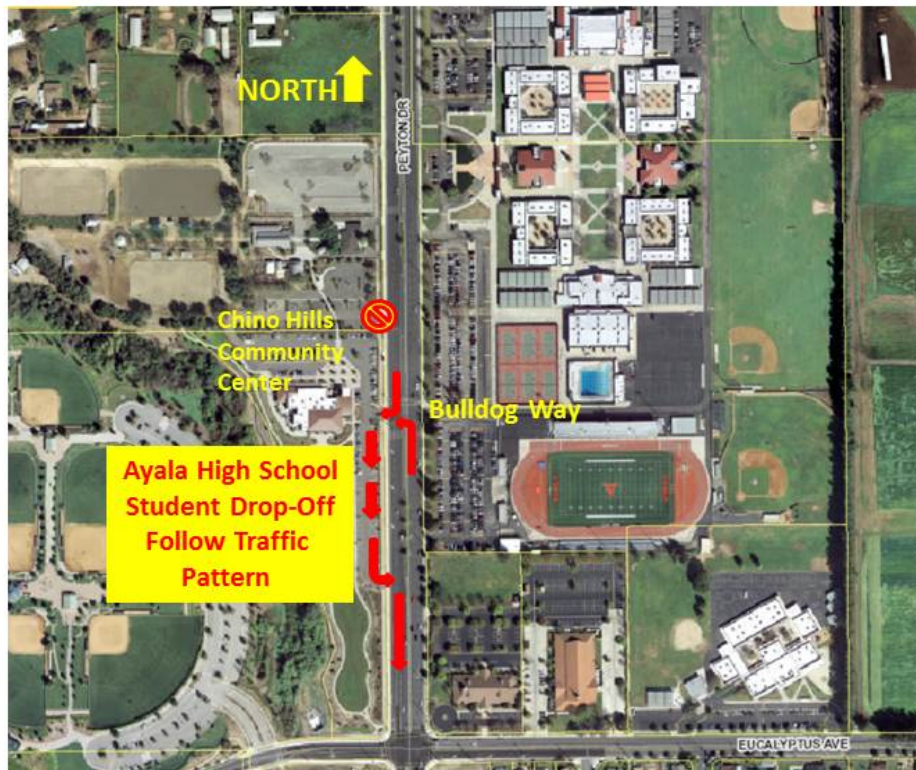 NORTH
PEYTON DR
Chino Hills
Community
Center
Bulldog Way
Ayala High School
Student Drop-Off
Follow Traffic
Pattern
EUCALYPTUS AVE